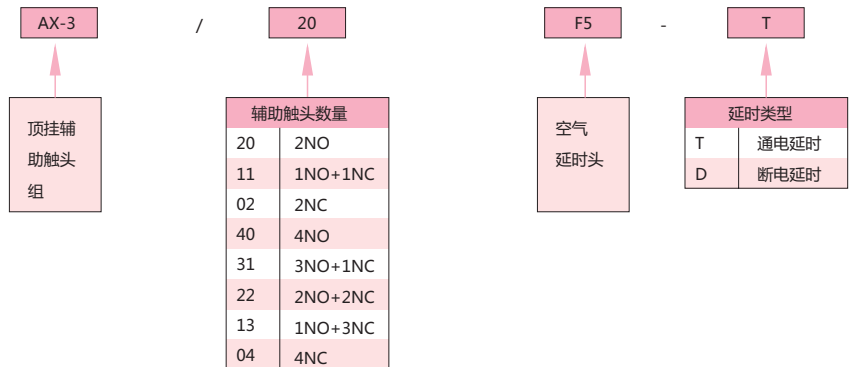 AX-3 / 20
顶挂辅
助触头
组
辅助触头数量
20 2NO
11 1NO+1NC
02 2NC
40 4NO
31 3NO+1NC
22 2NO+2NC
13 1NO+3NC
04 4NC
F5 - T
空气
延时头
延时类型
T 通电延时
D 断电延时